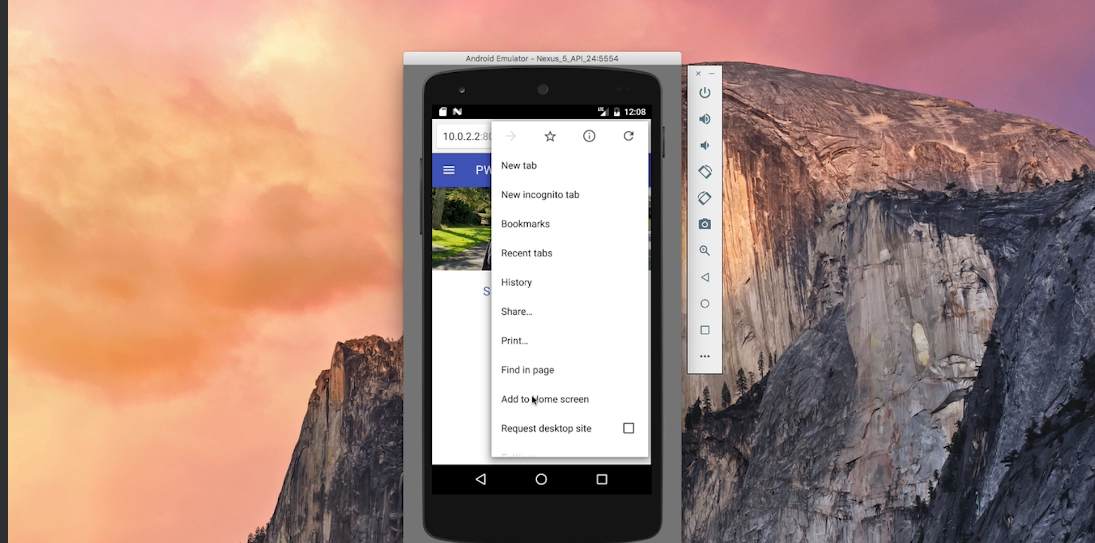 Android Emulator - Nexus_5_API_24:5554
12:08
10.0.2.2:80
New tab
New incognito tab
Bookmarks
Recent tabs
History
Share...
Print...
Find in page
Add to Home screen
Request desktop site